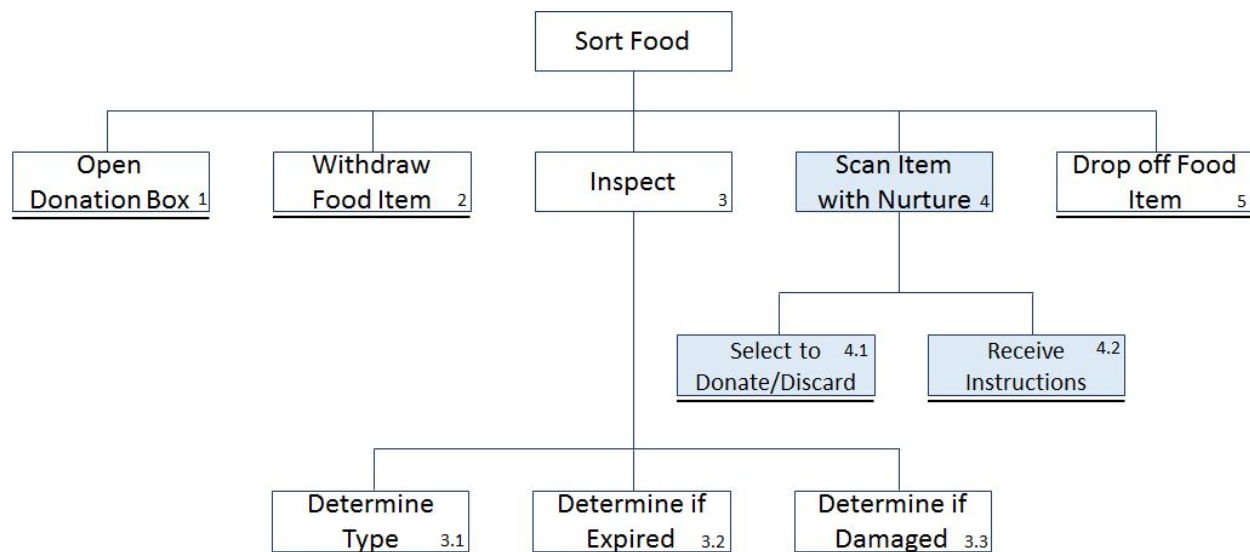 Sort Food
Open
Donation Box 1
Withdraw
Food Item 2
Inspect
3
Scan Item
with Nurture 4
Drop off Food
Item 5
Select to 4.1
Donate/Discard
Receive 4.2
Instructions
Determine
Type 3.1
Determine if
Expired 3.2
Determine if
Damaged 3.3